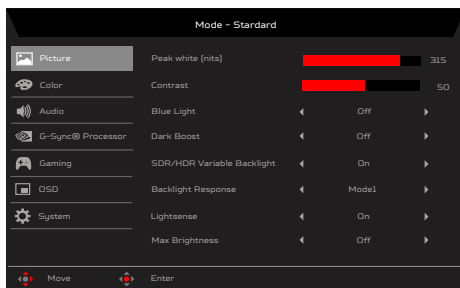 Mode - Stardard
Picture
Peak white (nits) 315
Color
Contrast 50
Audio
Blue Light Off
G-Sync® Processor
Dark Boost Off
Gaming
SDR/HDR Variable Backlight On
OSD
Backlight Response Mode1
System
Lightsense On
Max Brightness Off
Move Enter